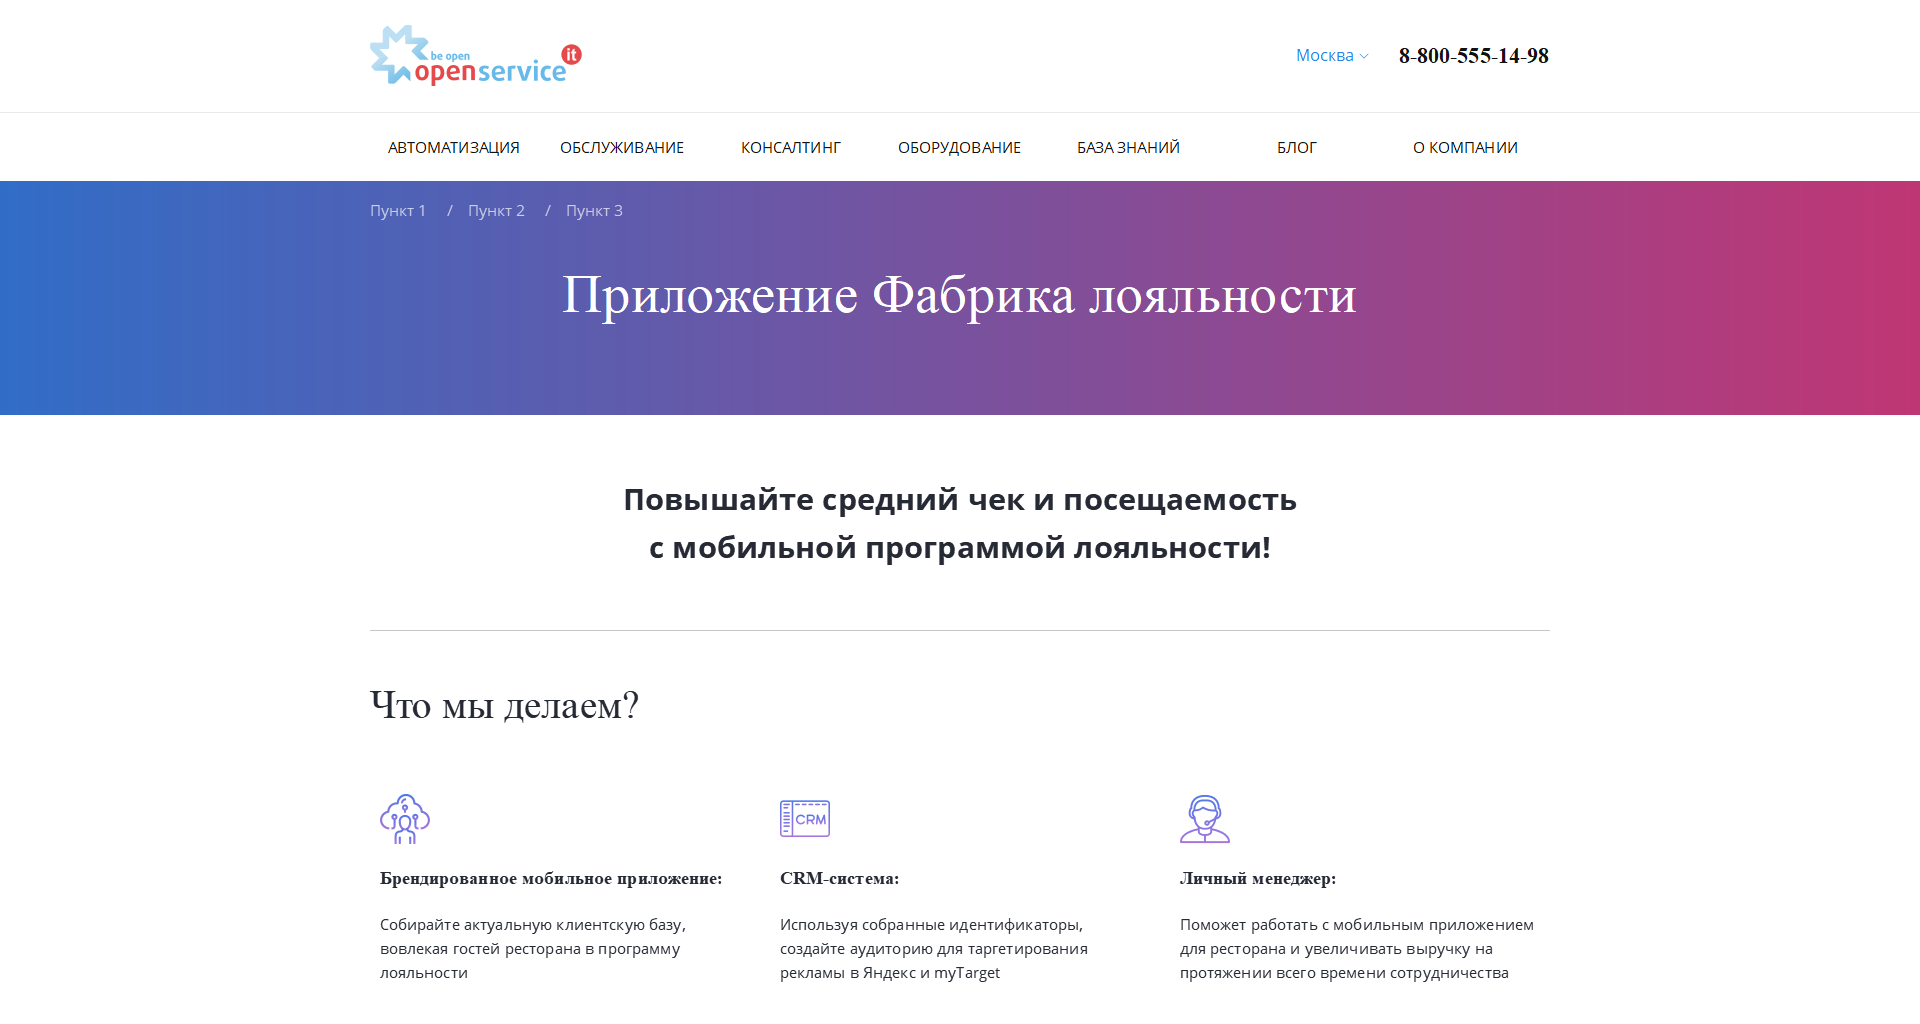 be open
openservice it
Москва
8-800-555-14-98
АВТОМАТИЗАЦИЯ ОБСЛУЖИВАНИЕ КОНСАЛТИНГ ОБОРУДОВАНИЕ БАЗА ЗНАНИЙ БЛОГ О КОМПАНИИ
Пункт 1 / Пункт 2 / Пункт 3
Приложение Фабрика лояльности
Повышайте средний чек и посещаемость
с мобильной программой лояльности!
Что мы делаем?
Брендированное мобильное приложение:
Собирайте актуальную клиентскую базу,
вовлекая гостей ресторана в программу
лояльности
CRM
CRM-система:
Используя собранные идентификаторы,
создайте аудиторию для таргетирования
рекламы в Яндекс и myTarget
Личный менеджер:
Поможет работать с мобильным приложением
для ресторана и увеличивать выручку на
протяжении всего времени сотрудничества